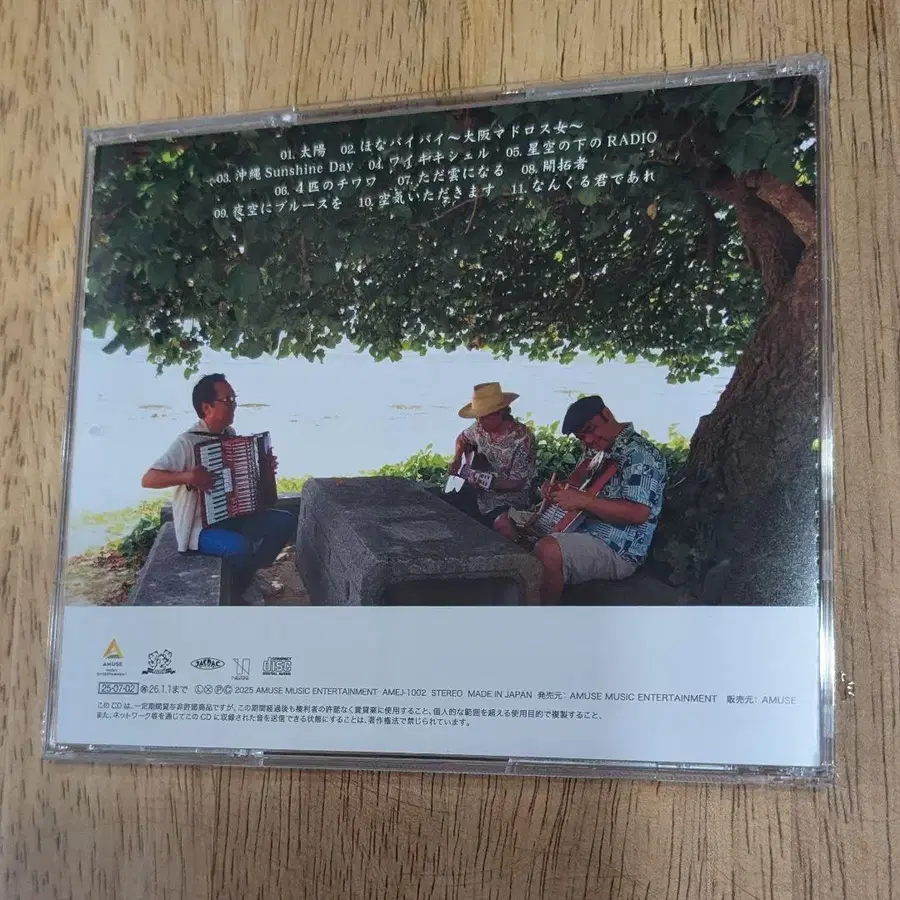 01. 太陽 02. ほなバイバイ〜大阪マドロス女〜
03. 沖縄 Sunshine Day 04. ワイキキシェル 05. 星空の下のRADIO
06. 4匹のチワワ 07. ただ雲になる 08. 開拓者
09. 夜空にブルースを 10. 空気いただきます 11. なんくる君であれ
AMUSE
COMPACT
disc
DIGITAL AUDIO
25-07-02 26.1.1まで ⓁⓍⓅⒸ 2025 AMUSE MUSIC ENTERTAINMENT AMEJ-1002 STEREO MADE IN JAPAN 発売元: AMUSE MUSIC ENTERTAINMENT 販売元: AMUSE
このCDは、一定期間貸与非許諾商品ですが、この期間経過後も権利者の許諾なく賃貸業に使用すること、個人的な範囲を超える使用目的で複製すること、
また、ネットワーク等を通じてこのCDに収録された音を送信できる状態にすることは、著作権法で禁じられています。